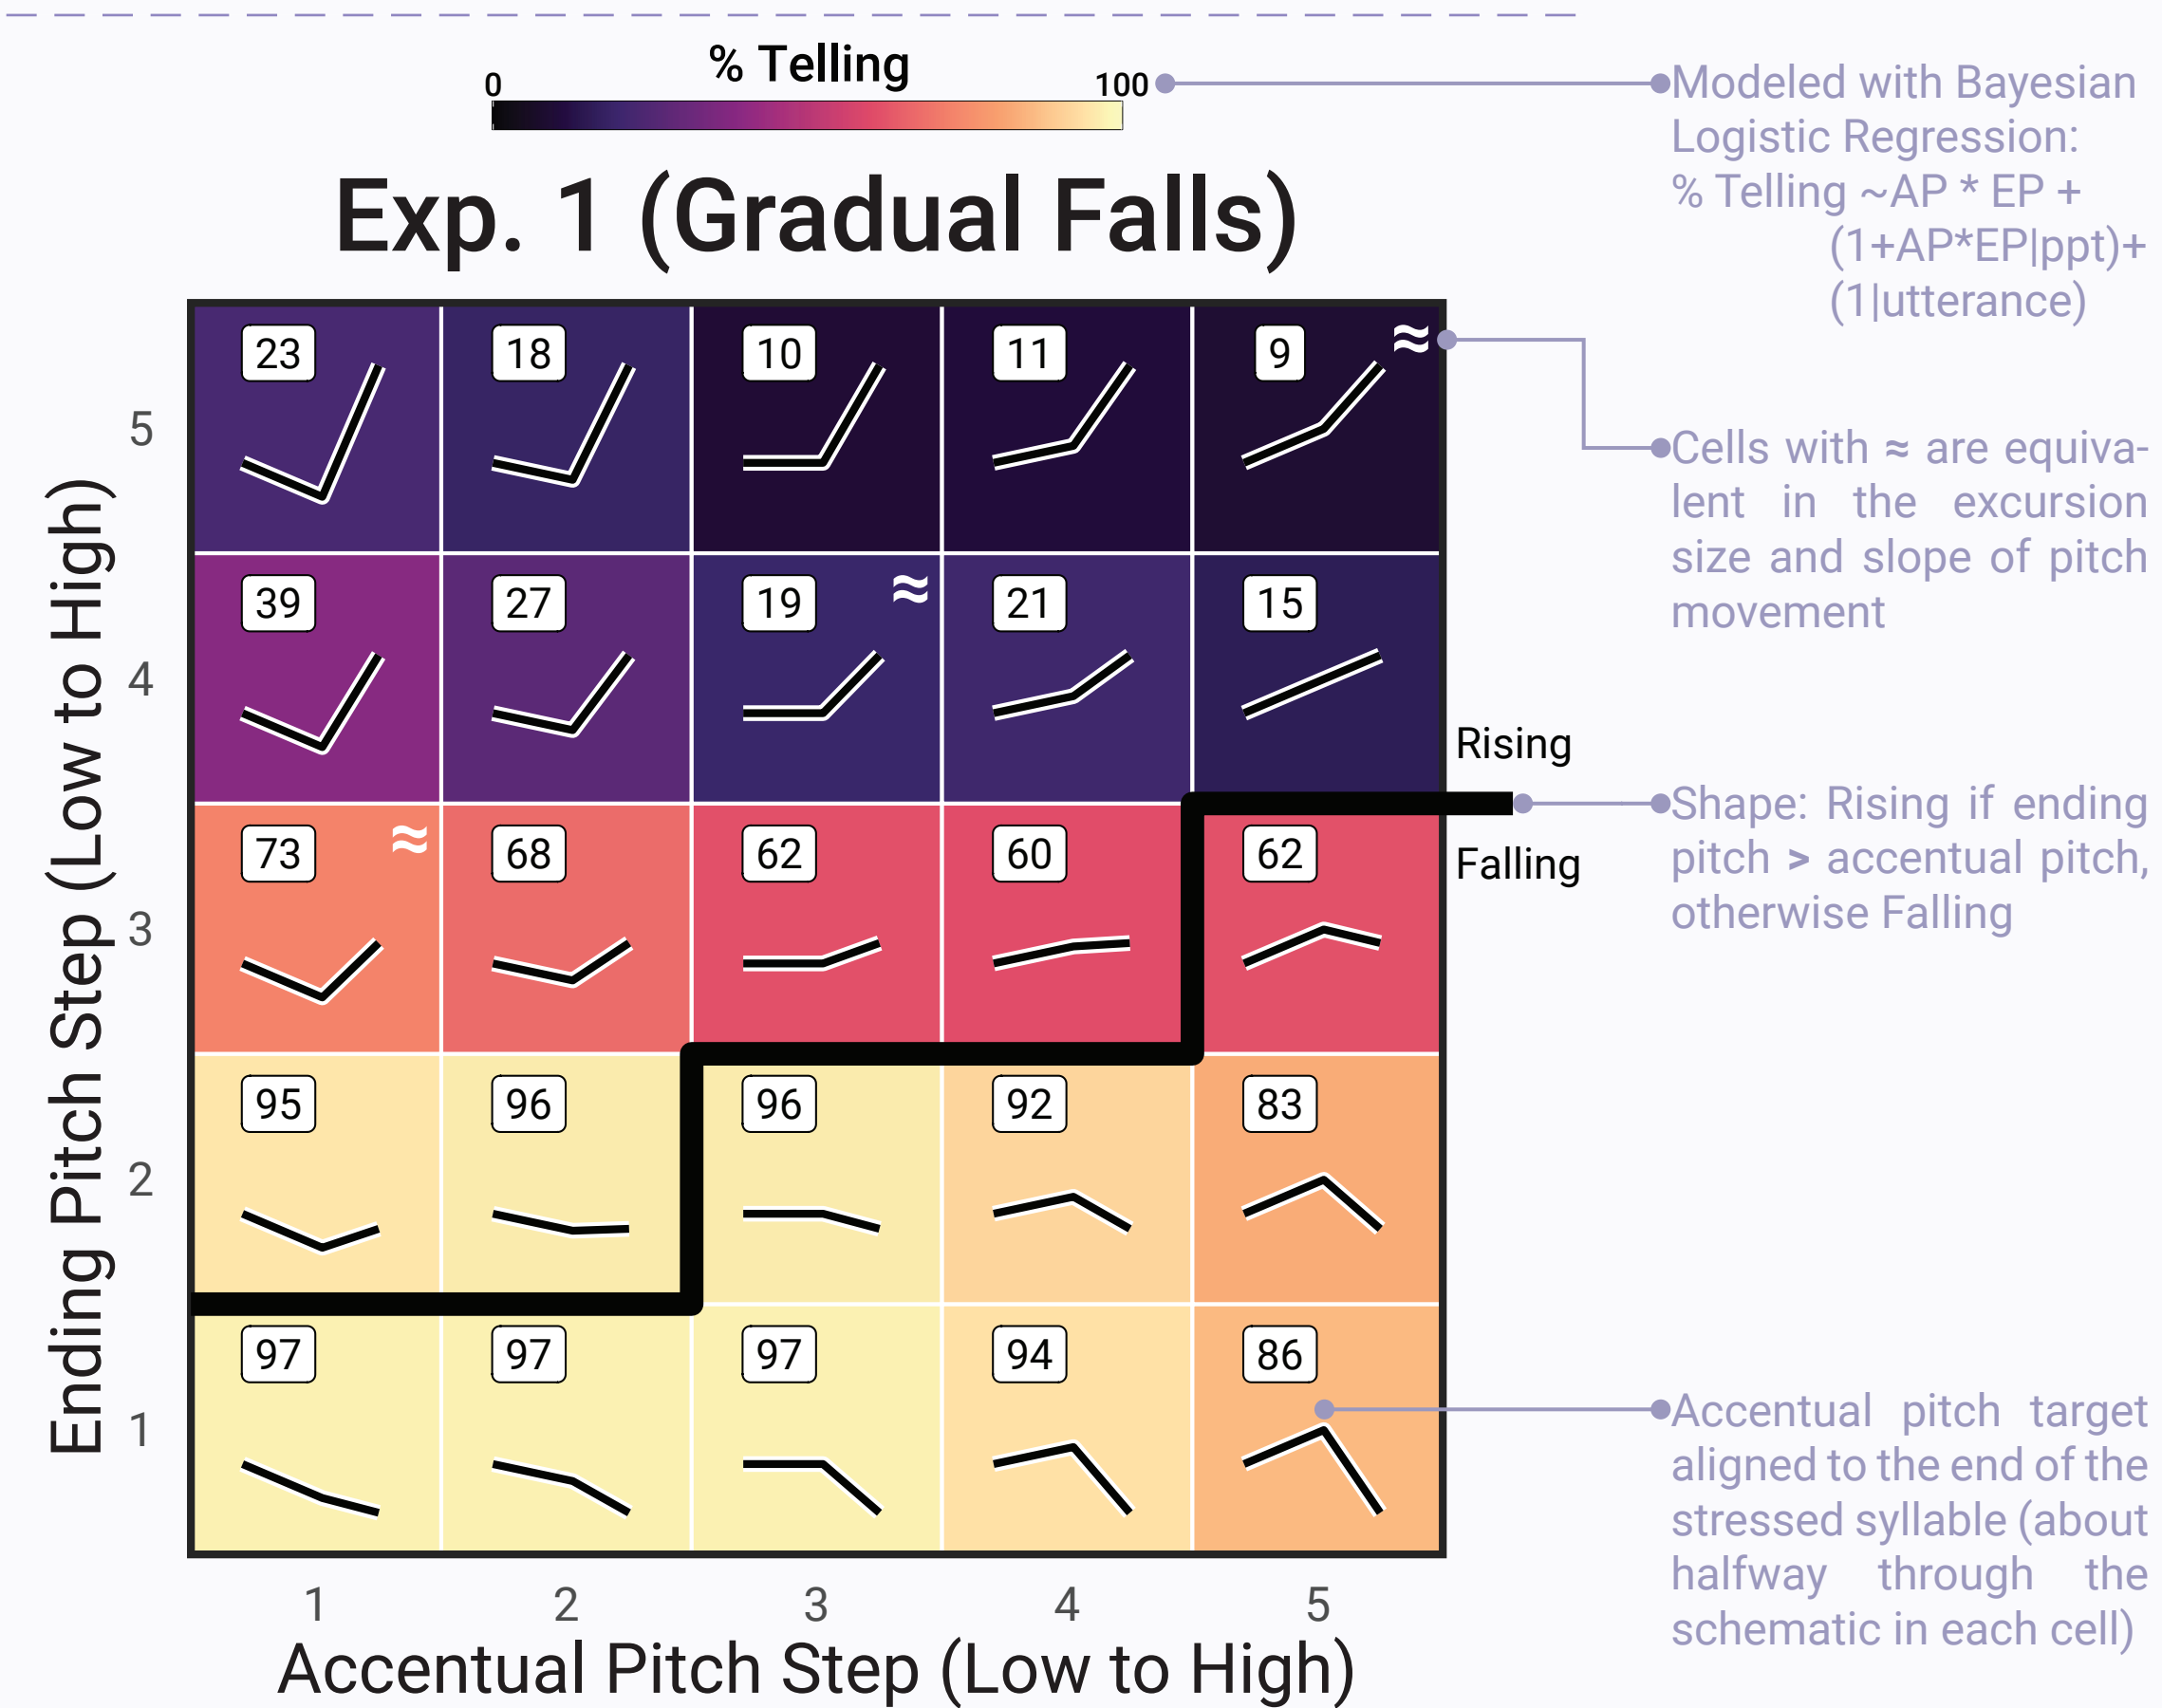 % Telling
0 100
Exp. 1 (Gradual Falls)
Modeled with Bayesian
Logistic Regression:
% Telling ~AP * EP +
(1+AP*EP|ppt)+
(1|utterance)
Ending Pitch Step (Low to High)
5
23 18 10 11 9 ≈
Cells with ≈ are equiva-
lent in the excursion
size and slope of pitch
movement
4
39 27 19 ≈ 21 15
Rising
Falling
Shape: Rising if ending
pitch > accentual pitch,
otherwise Falling
3
73 ≈ 68 62 60 62
2
95 96 96 92 83
1
97 97 97 94 86
Accentual pitch target
aligned to the end of the
stressed syllable (about
halfway through the
schematic in each cell)
1 2 3 4 5
Accentual Pitch Step (Low to High)